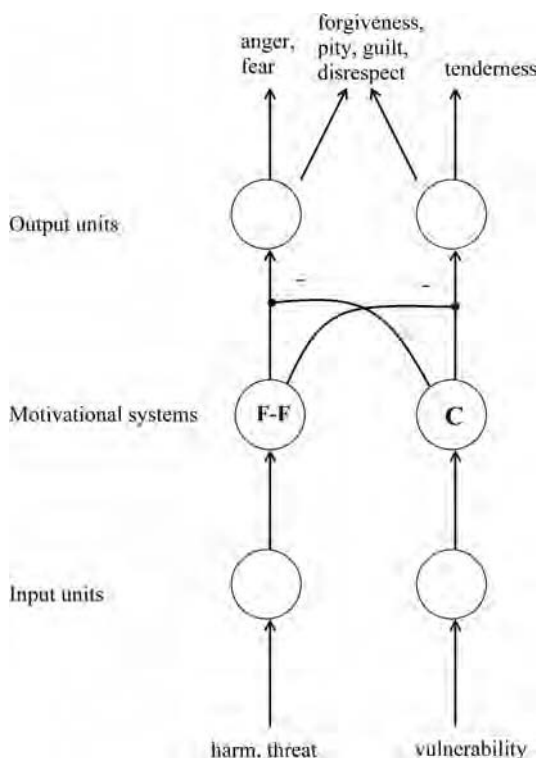 anger,
fear
forgiveness,
pity, guilt,
disrespect
tenderness
Output units
-
-
Motivational systems
F-F
C
Input units
harm, threat
vulnerability